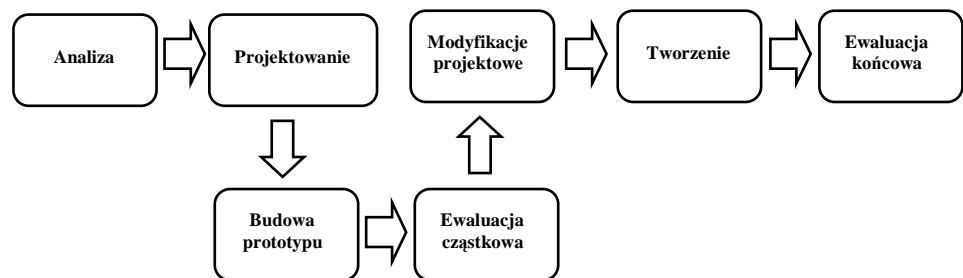 Analiza
Projektowanie
Budowa
prototypu
Ewaluacja
cząstkowa
Modyfikacje
projektowe
Tworzenie
Ewaluacja
końcowa